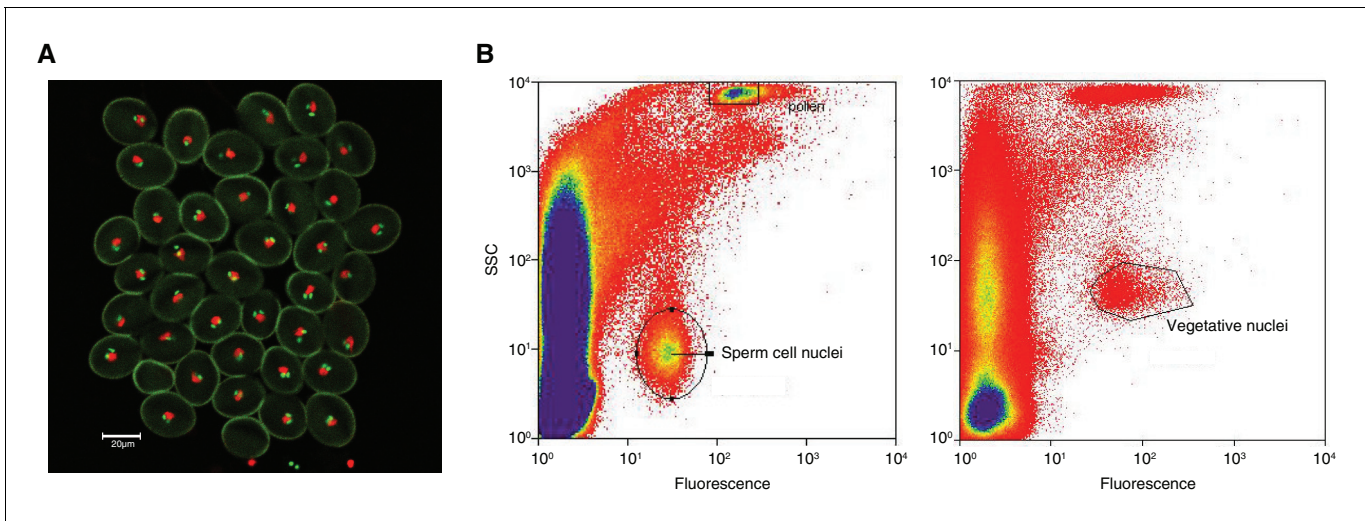 A
B
20μm
10⁴
10³
10²
10¹
10⁰
SSC
pollen
Sperm cell nuclei
10⁰
10¹
10²
10³
10⁴
Fluorescence
10⁴
10³
10²
10¹
10⁰
Vegetative nuclei
10⁰
10¹
10²
10³
10⁴
Fluorescence